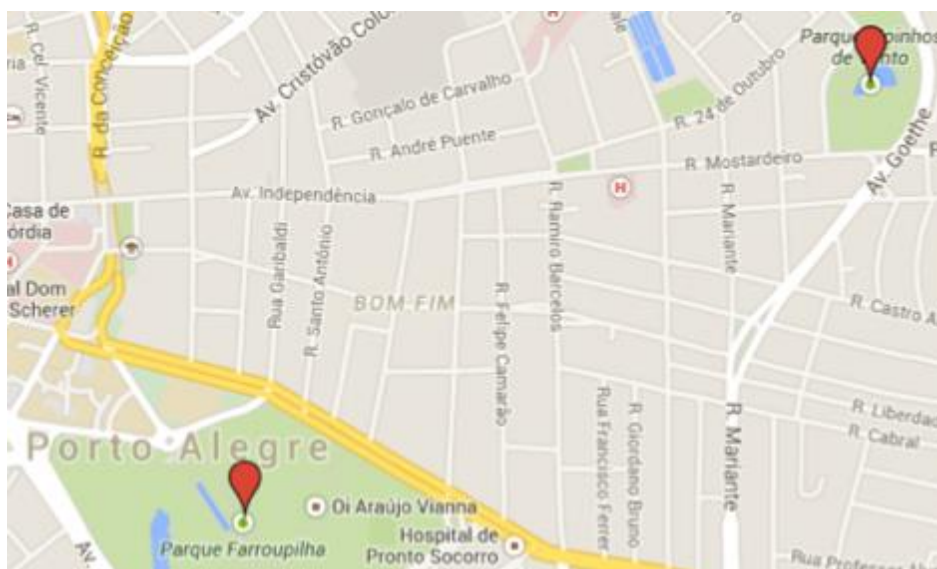 R. Cel. Vicente
R. da Conceição
Av. Cristóvão Colo
R. Gonçalo de Carvalho
R. André Puente
Av. Independência
R. 24 de Outubro
R. Mostardeiro
Parque
de
Av. Goethe
Casa de
órdia
al Dom
Scherer
Rua Garibaldi
R. Santo Antônio
BOM FIM
R. Felipe Camarão
R. Ramiro Barcelos
R. Mariante
R. Castro A
Rua Francisco Ferrer
R. Giordano Bruno
R. Mariante
R. Liberdad
R. Cabral
Porto Alegre
Oi Araújo Vianna
Parque Farroupilha
Hospital de
Pronto Socorro
Av.
H
H
H